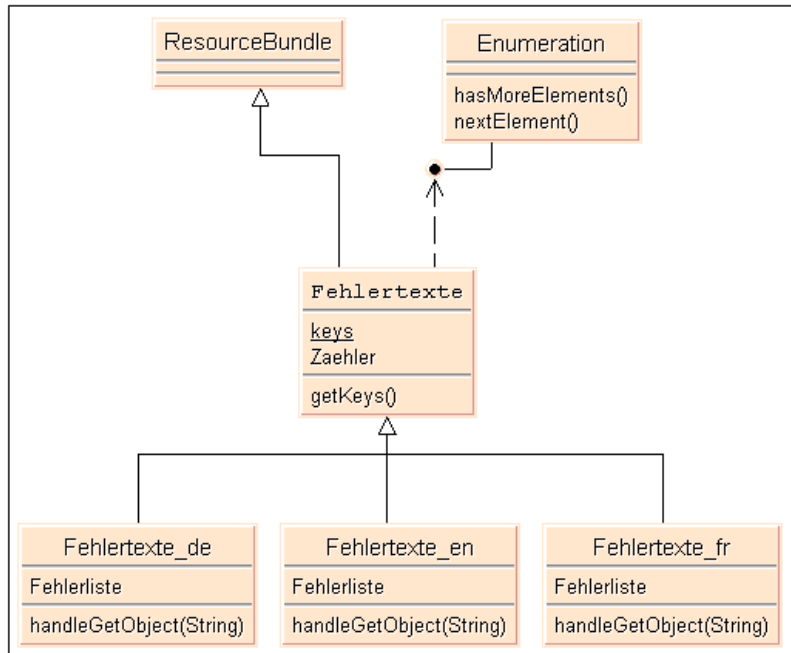 ResourceBundle
Enumeration
hasMoreElements()
nextElement()
Fehlertexte
keys
Zaehler
getKeys()
Fehlertexte_de
Fehlerliste
handleGetObject(String)
Fehlertexte_en
Fehlerliste
handleGetObject(String)
Fehlertexte_fr
Fehlerliste
handleGetObject(String)